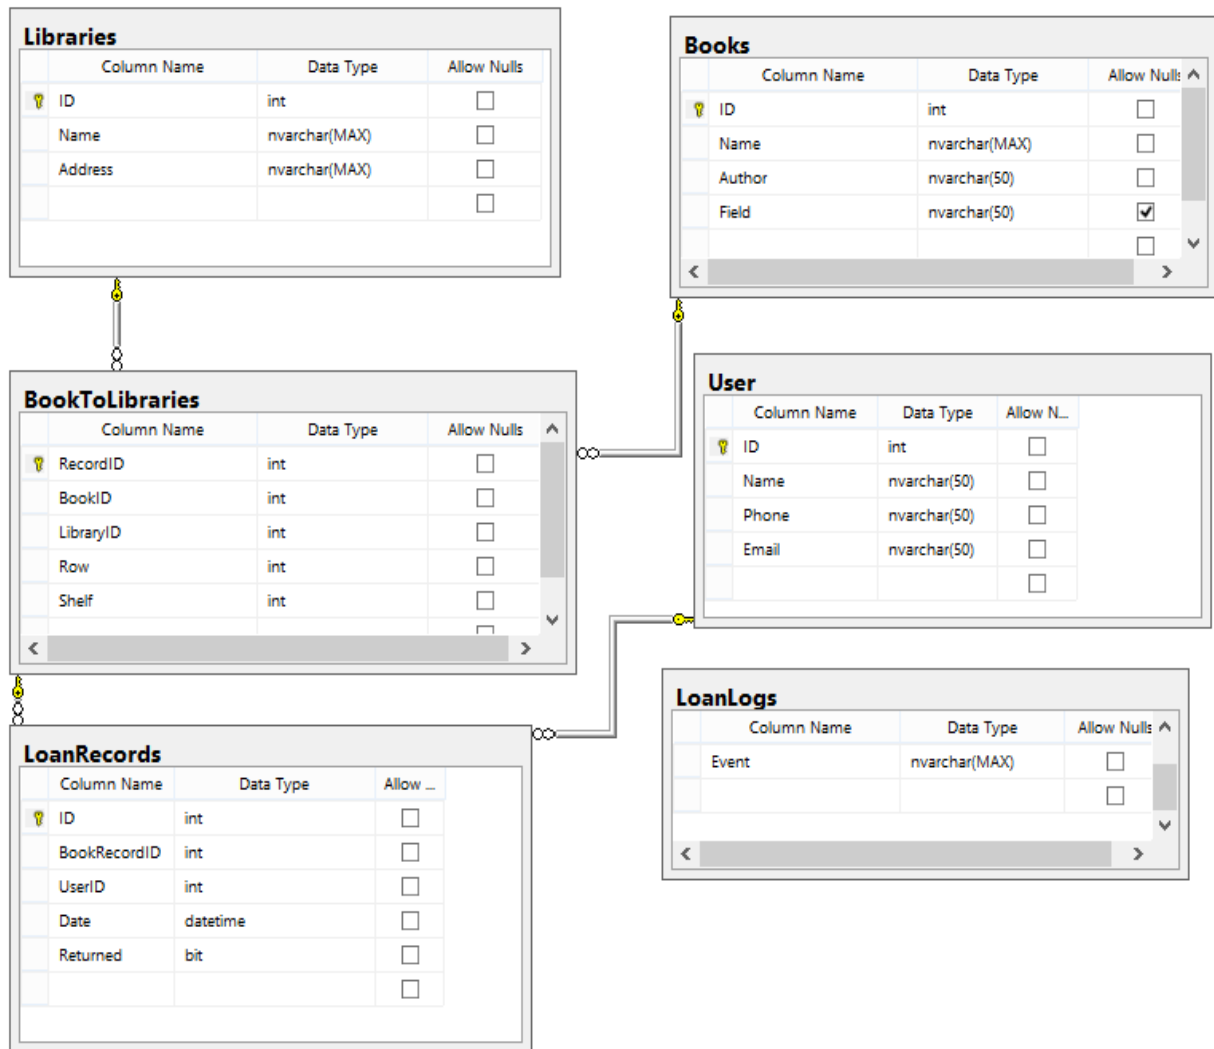 Libraries
Column Name Data Type Allow Nulls
ID int
Name nvarchar(MAX)
Address nvarchar(MAX)
Books
Column Name Data Type Allow Nulls
ID int
Name nvarchar(MAX)
Author nvarchar(50)
Field nvarchar(50)
BookToLibraries
Column Name Data Type Allow Nulls
RecordID int
BookID int
LibraryID int
Row int
Shelf int
User
Column Name Data Type Allow N...
ID int
Name nvarchar(50)
Phone nvarchar(50)
Email nvarchar(50)
LoanRecords
Column Name Data Type Allow ...
ID int
BookRecordID int
UserID int
Date datetime
Returned bit
LoanLogs
Column Name Data Type Allow Nulls
Event nvarchar(MAX)